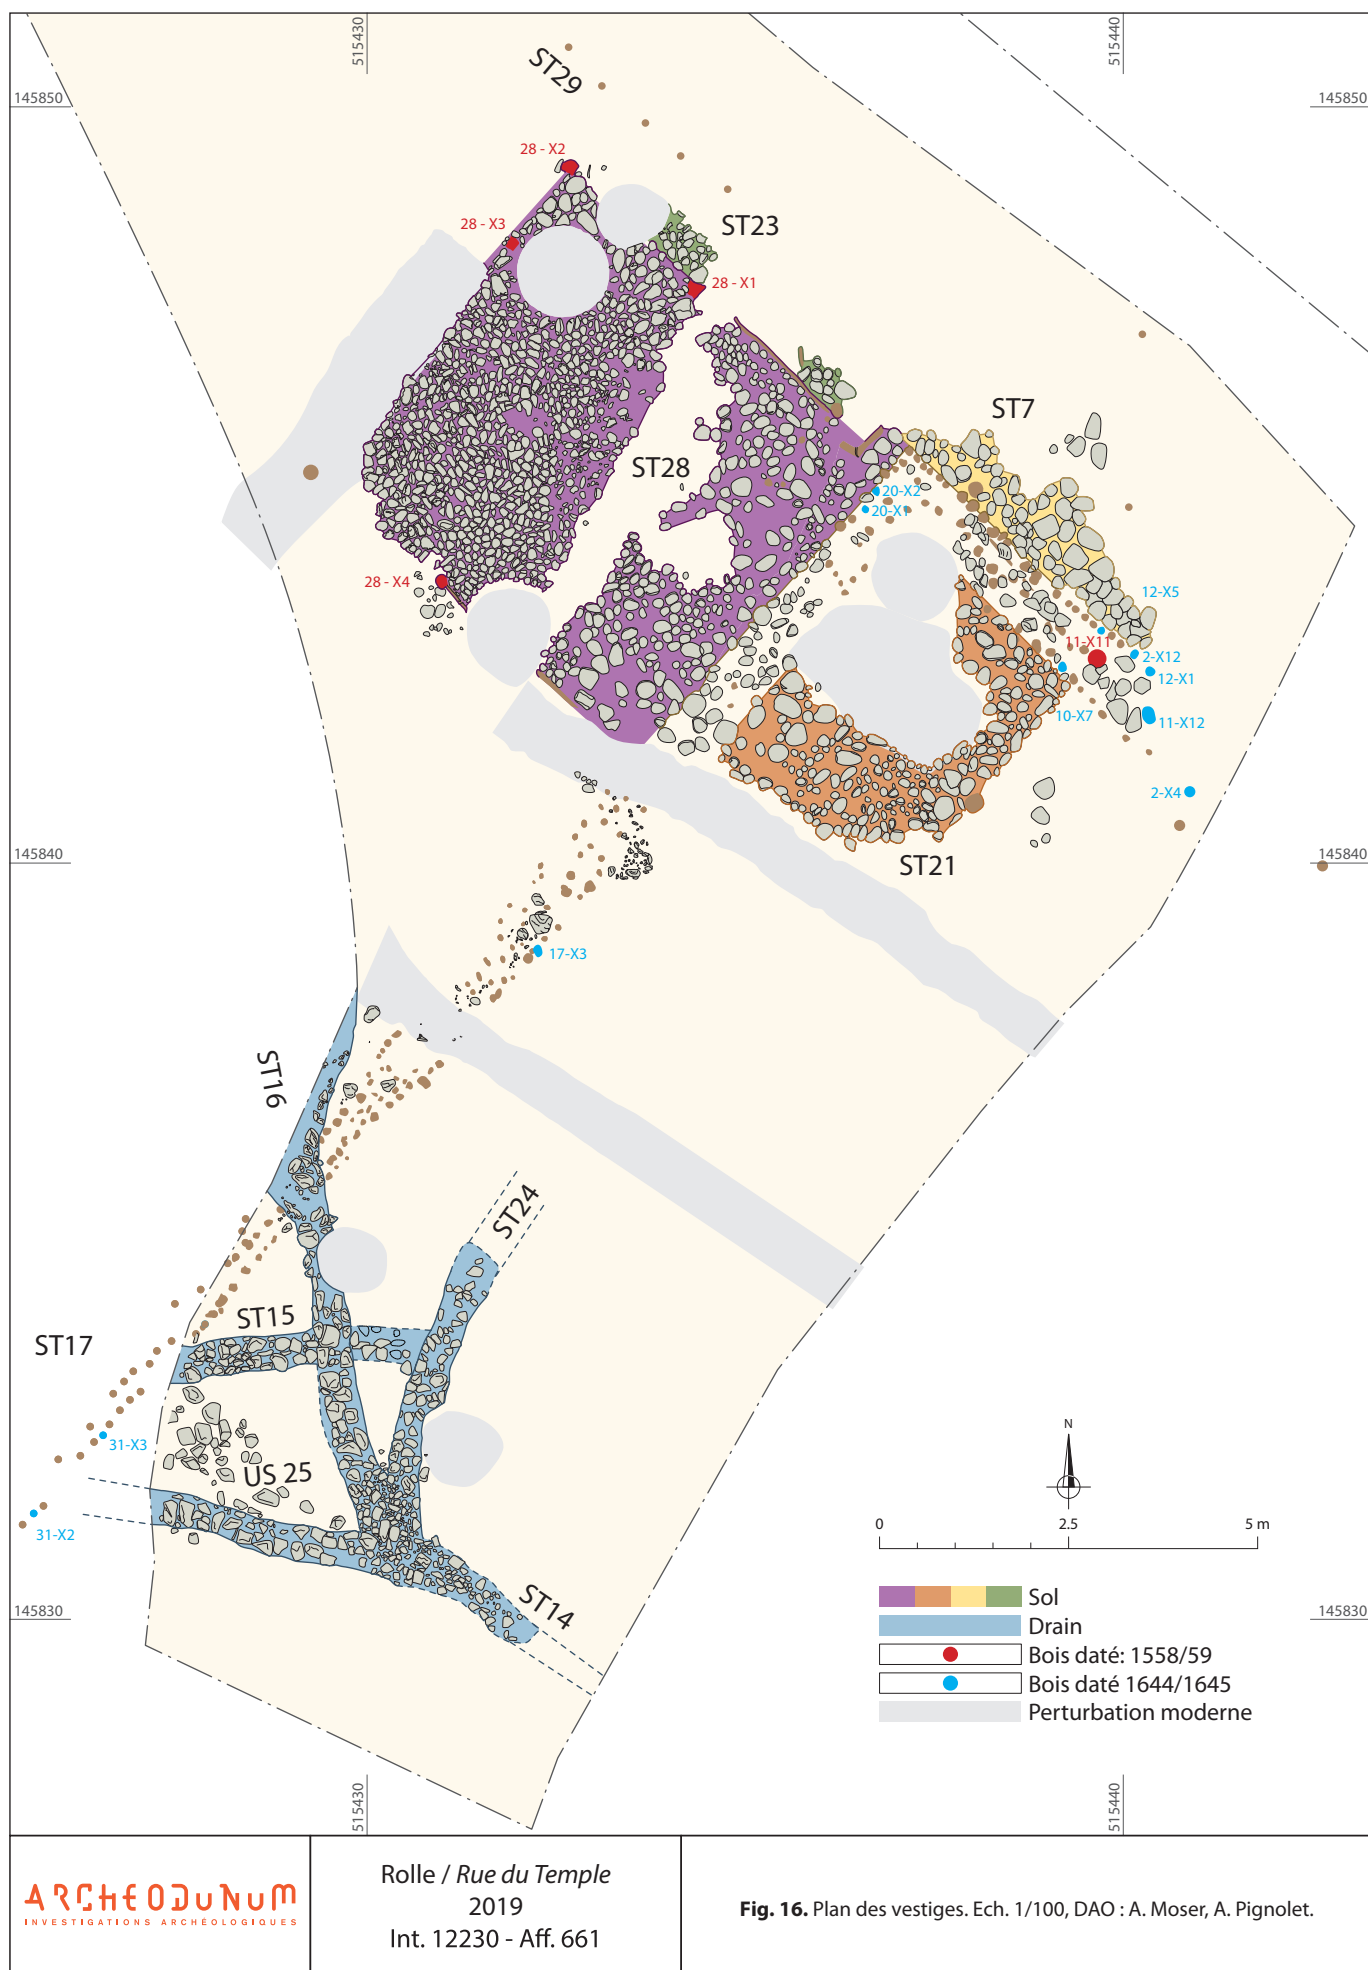 515430
515440
145850
145850
ST29
28 - X2
28 - X3
ST23
28 - X1
ST7
ST28
20-X2
20-X1
28 - X4
12-X5
11-X11
2-X12
12-X1
10-X7
11-X12
2-X4
145840
145840
ST21
17-X3
ST16
ST24
ST15
ST17
31-X3
US 25
31-X2
ST14
N
0 2.5 5 m
Sol
145830
145830
Drain
Bois daté: 1558/59
Bois daté 1644/1645
Perturbation moderne
515430
515440
ARCHEODUNUM
INVESTIGATIONS ARCHÉOLOGIQUES
Rolle / Rue du Temple
2019
Int. 12230 - Aff. 661
Fig. 16. Plan des vestiges. Ech. 1/100, DAO : A. Moser, A. Pignolet.